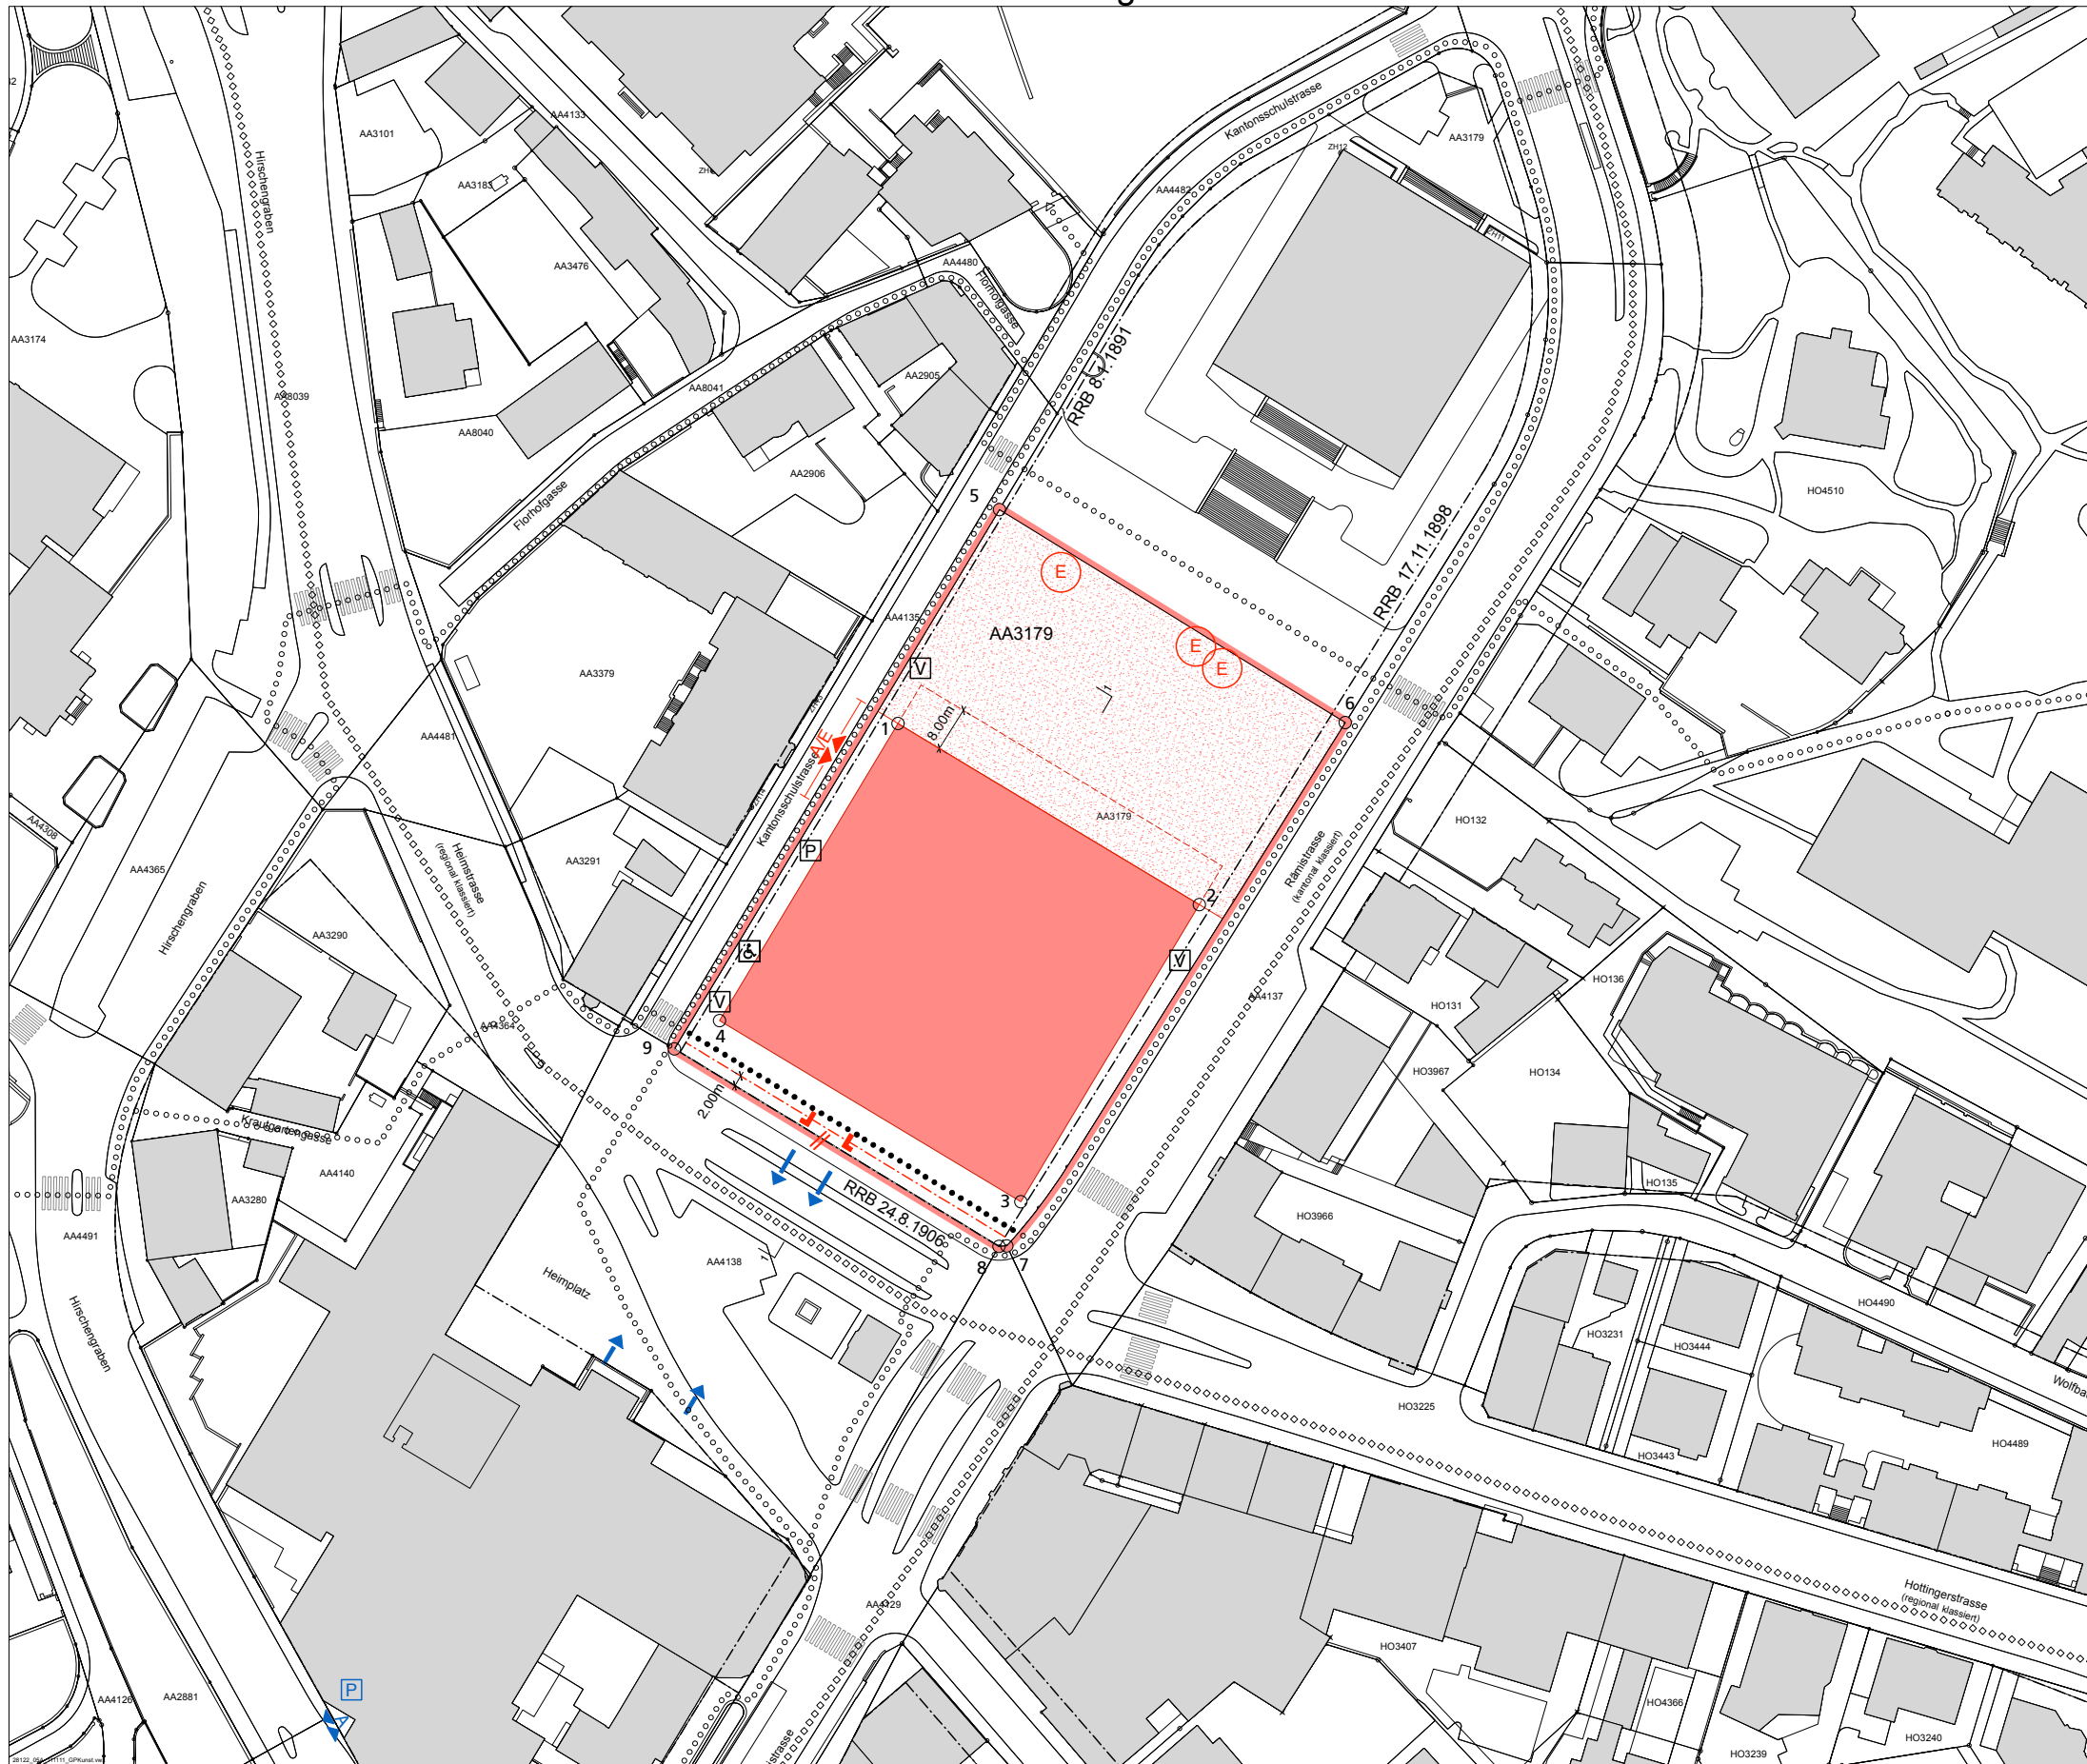 Kantonsschulstrasse
AA4133
AA3101
AA3179
ZH12
Hirschengraben
AA3183
AA4482
ZH11
AA3476
AA4480
Florhofgasse
AA3174
RRB 8.1.1891
AA2905
AA8041
AA8039
AA8040
AA2906
HO4510
5
Florhofgasse
RRB 17.11.1898
E
AA4135
AA3179
E
E
V
AA3379
1
6
AA4481
8.00m
A/E
Kantonsschulstrasse
AA3179
HO132
AA4308
P
AA4365
AA3291
Heimstrasse
(regional klassiert)
Rämistrasse
(kantonal klassiert)
2
Hirschengraben
AA3290
V
HO136
V
AA4137
HO131
AA4364
4
9
HO3967
HO134
2.00m
Krautgartengasse
AA4140
AA3280
HO135
3
RRB 24.8.1906
HO3966
AA4491
AA4138
8
7
Heimplatz
HO4490
Hirschengraben
HO3231
HO3444
HO3225
HO4489
HO3443
AA4129
Hottingerstrasse
(regional klassiert)
HO3407
P
AA4126
AA2881
HO4366
A
HO3240
HO3239